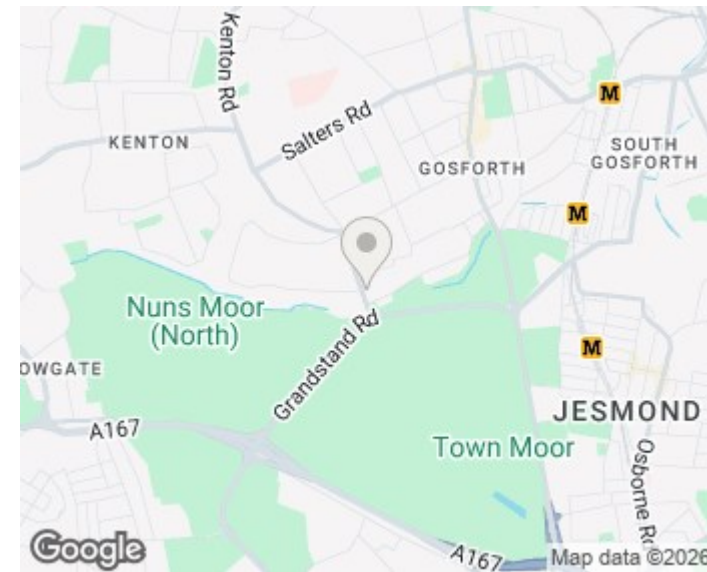 Kenton Rd
M
Salters Rd
KENTON
SOUTH
GOSFORTH
GOSFORTH
M
Nuns Moor
(North)
Grandstand Rd
M
OWGATE
JESMOND
A167
Town Moor
Osborne Rd
A167
Google
Map data ©2026